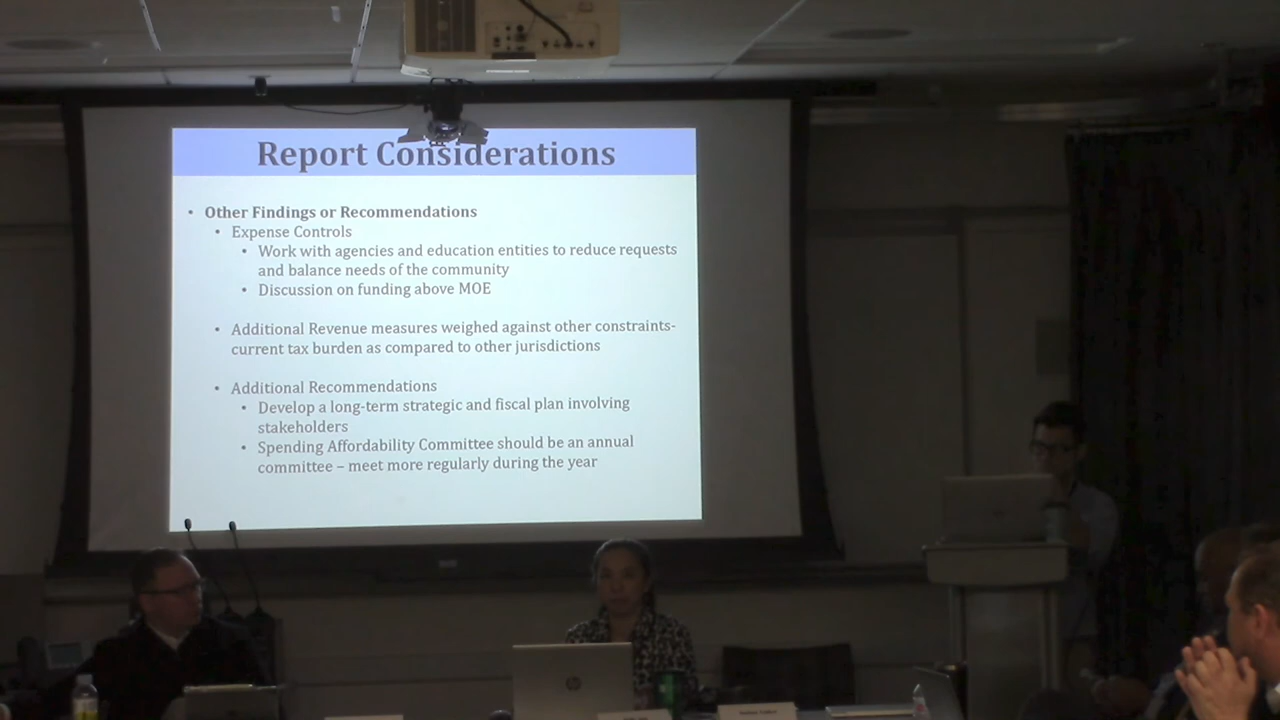 Report Considerations
• Other Findings or Recommendations
• Expense Controls
• Work with agencies and education entities to reduce requests
and balance needs of the community
• Discussion on funding above MOE
• Additional Revenue measures weighed against other constraints-
current tax burden as compared to other jurisdictions
• Additional Recommendations
• Develop a long-term strategic and fiscal plan involving
stakeholders
• Spending Affordability Committee should be an annual
committee – meet more regularly during the year
hp